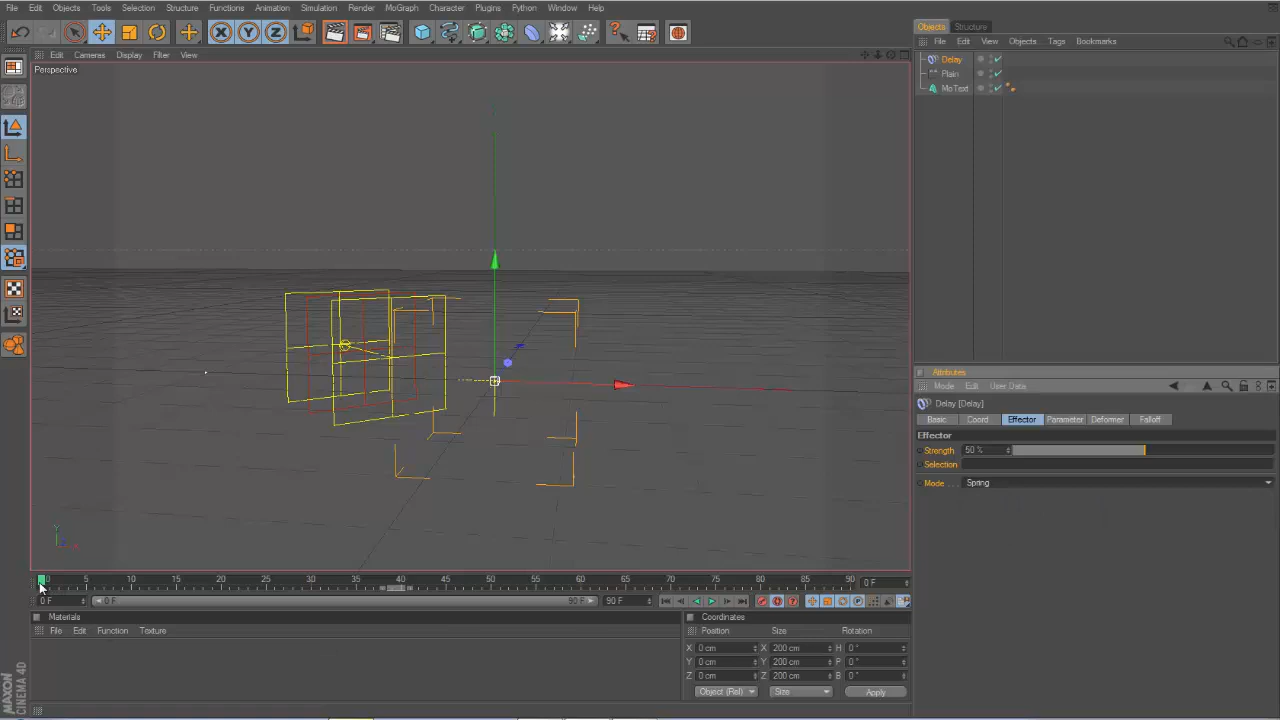 File Edit Objects Tools Selection Structure Functions Animation Simulation Render MoGraph Character Plugins Python Window Help
Objects Structure
File Edit View Objects Tags Bookmarks
Edit Cameras Display Filter View
Perspective
Delay
Plain
MoText
Attributes
Mode Edit User Data
Delay [Delay]
Basic Coord Effector Parameter Deformer Falloff
Effector
Strength 50 %
Selection
Mode Spring
Y
X
0 5 10 15 20 25 30 35 40 45 50 55 60 65 70 75 80 85 90 0 F
0 F 0 F 90 F 90 F
Materials
File Edit Function Texture
Coordinates
Position Size Rotation
X 0 cm X 200 cm H 0 °
Y 0 cm Y 200 cm P 0 °
Z 0 cm Z 200 cm B 0 °
Object (Rel) Size Apply
MAXON
CINEMA 4D